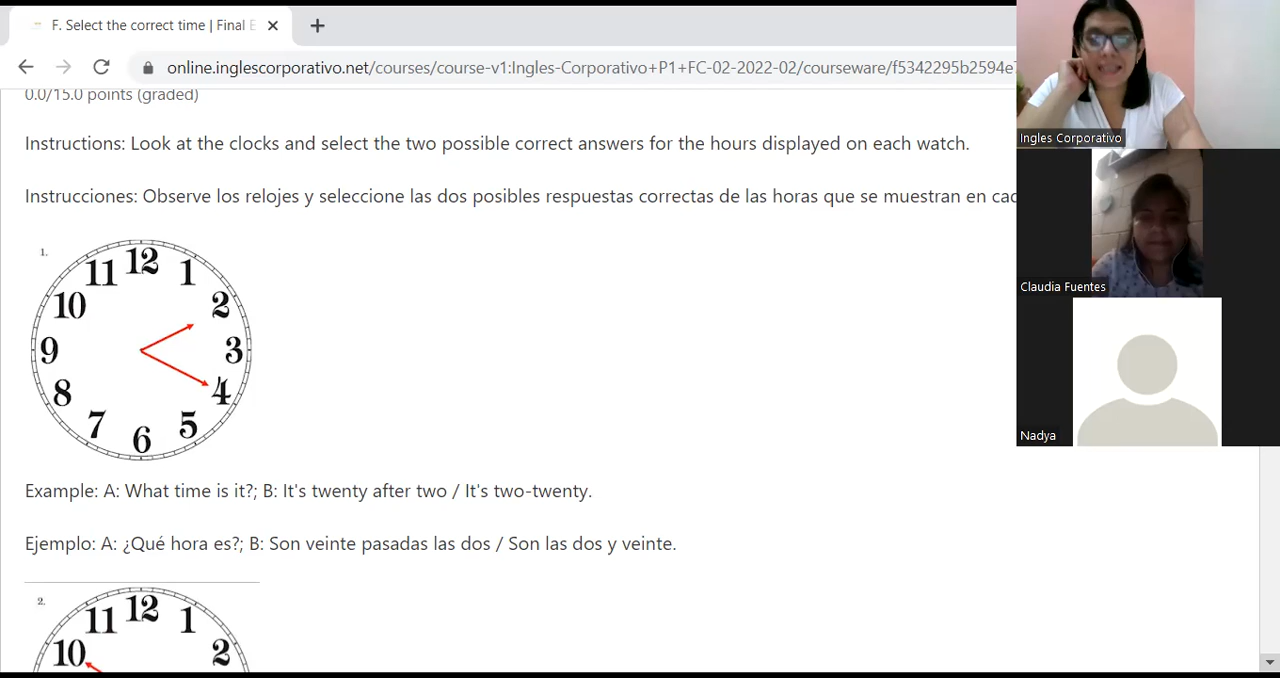 F. Select the correct time | Final E
online.inglescorporativo.net/courses/course-v1:Ingles-Corporativo+P1+FC-02-2022-02/courseware/f5342295b2594e
0.0/15.0 points (graded)
Instructions: Look at the clocks and select the two possible correct answers for the hours displayed on each watch.
Instrucciones: Observe los relojes y seleccione las dos posibles respuestas correctas de las horas que se muestran en cad
1.
12
11 1
10 2
9 3
8 4
7 5
6
Example: A: What time is it?; B: It's twenty after two / It's two-twenty.
Ejemplo: A: ¿Qué hora es?; B: Son veinte pasadas las dos / Son las dos y veinte.
2.
12
11 1
10 2
Ingles Corporativo
Claudia Fuentes
Nadya